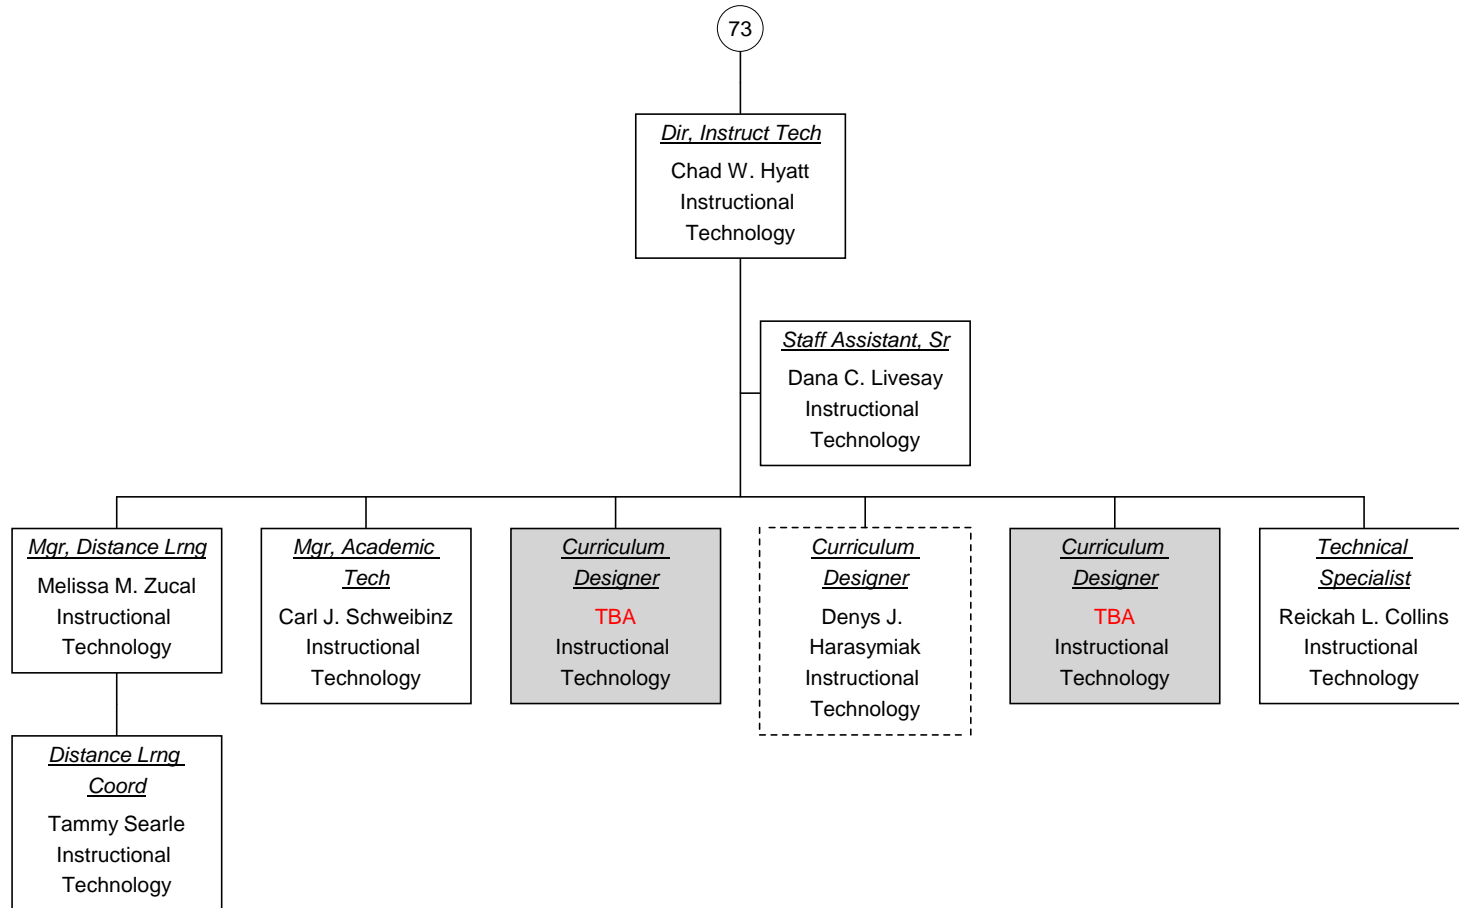 73
Dir, Instruct Tech
Chad W. Hyatt
Instructional
Technology
Staff Assistant, Sr
Dana C. Livesay
Instructional
Technology
Mgr, Distance Lrng
Melissa M. Zucal
Instructional
Technology
Mgr, Academic
Tech
Carl J. Schweibinz
Instructional
Technology
Curriculum
Designer
TBA
Instructional
Technology
Curriculum
Designer
Denys J.
Harasymiak
Instructional
Technology
Curriculum
Designer
TBA
Instructional
Technology
Technical
Specialist
Reickah L. Collins
Instructional
Technology
Distance Lrng
Coord
Tammy Searle
Instructional
Technology